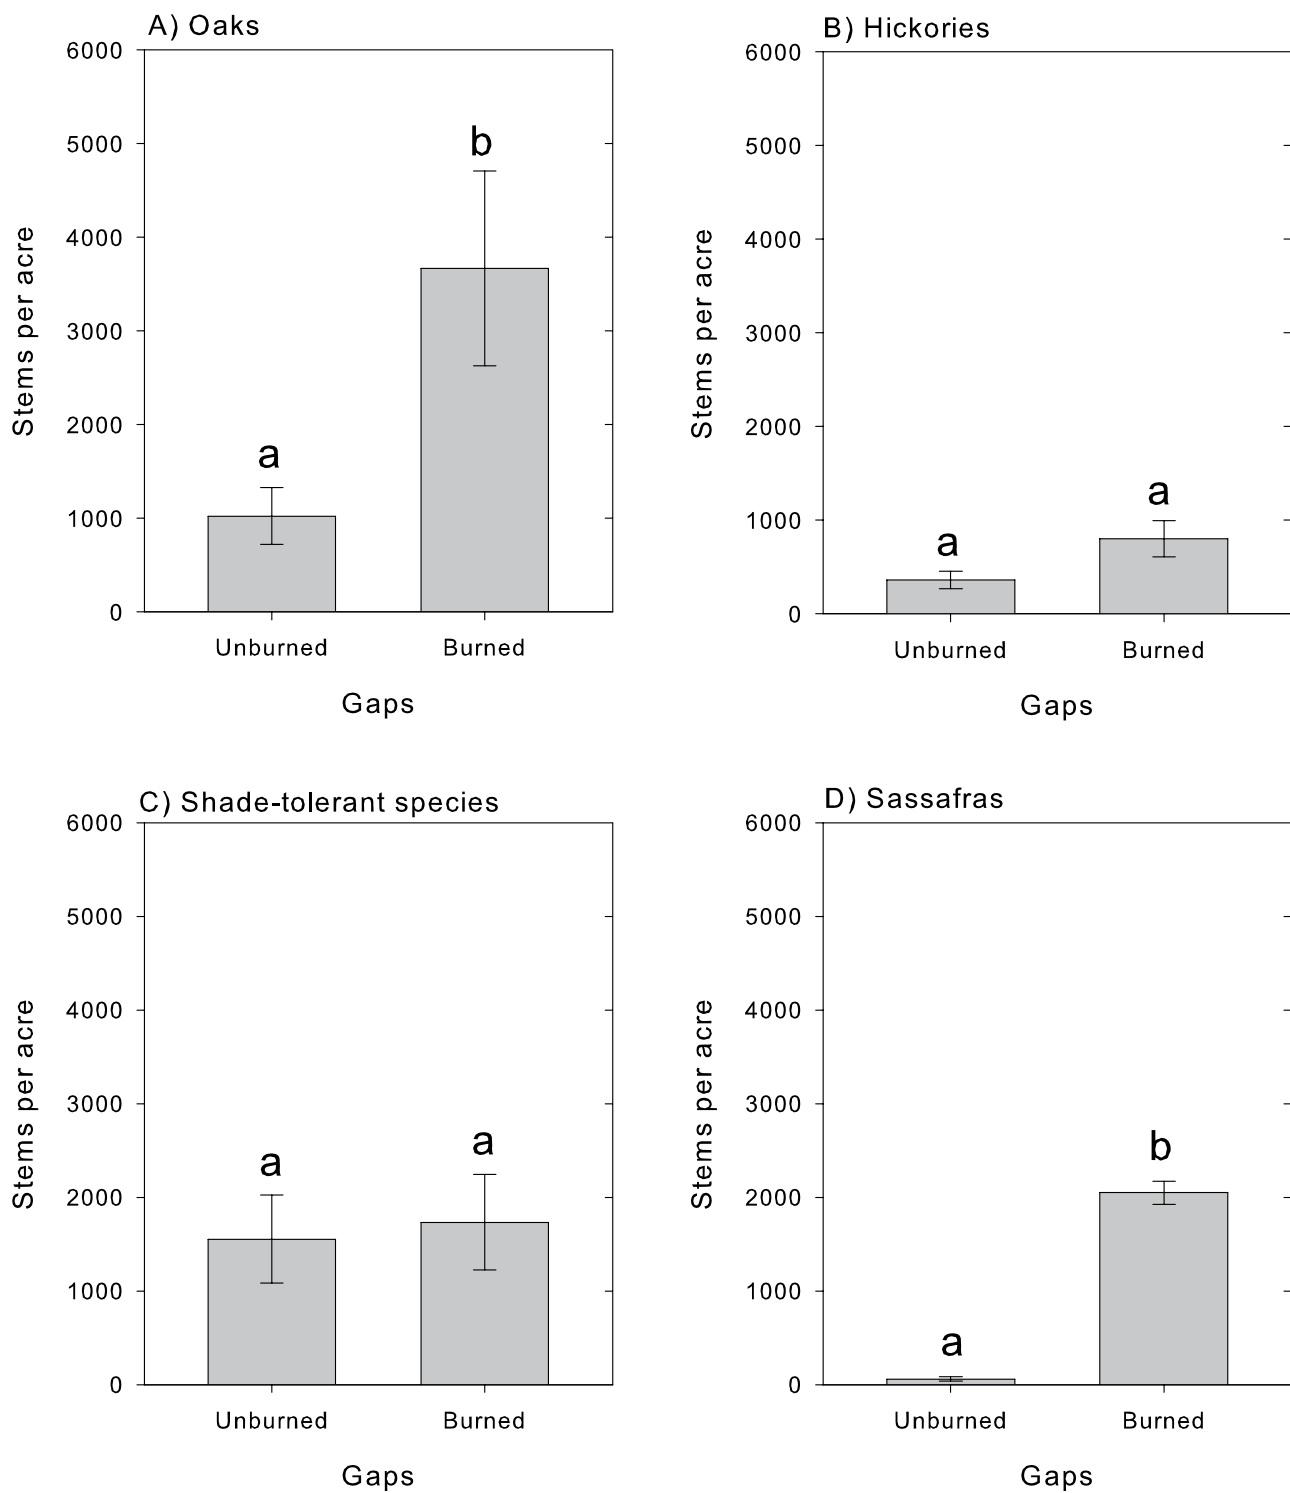 A) Oaks
6000
5000
4000
3000
2000
1000
0
Stems per acre
a
b
Unburned Burned
Gaps
B) Hickories
6000
5000
4000
3000
2000
1000
0
Stems per acre
a
a
Unburned Burned
Gaps
C) Shade-tolerant species
6000
5000
4000
3000
2000
1000
0
Stems per acre
a
a
Unburned Burned
Gaps
D) Sassafras
6000
5000
4000
3000
2000
1000
0
Stems per acre
a
b
Unburned Burned
Gaps